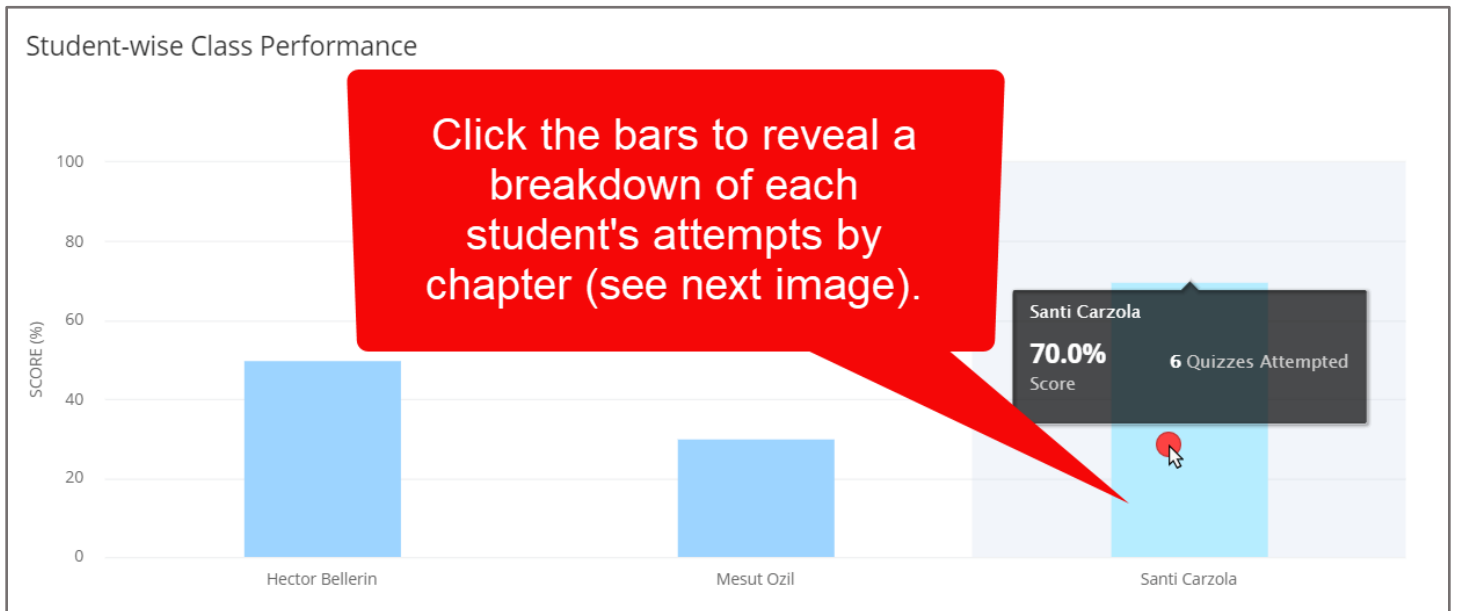 Student-wise Class Performance
Click the bars to reveal a
breakdown of each
student's attempts by
chapter (see next image).
100
80
60
40
20
0
SCORE (%)
Santi Carzola
70.0%
Score
6 Quizzes Attempted
Hector Bellerin
Mesut Ozil
Santi Carzola